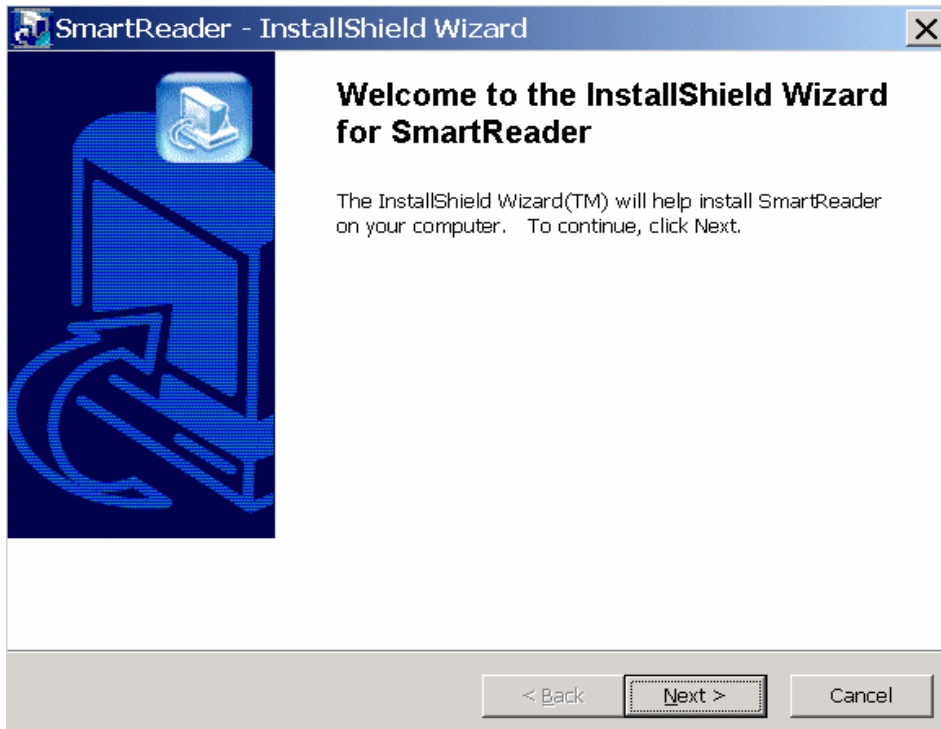 SmartReader - InstallShield Wizard
Welcome to the InstallShield Wizard
for SmartReader
The InstallShield Wizard(TM) will help install SmartReader
on your computer.   To continue, click Next.
< Back
Next >
Cancel